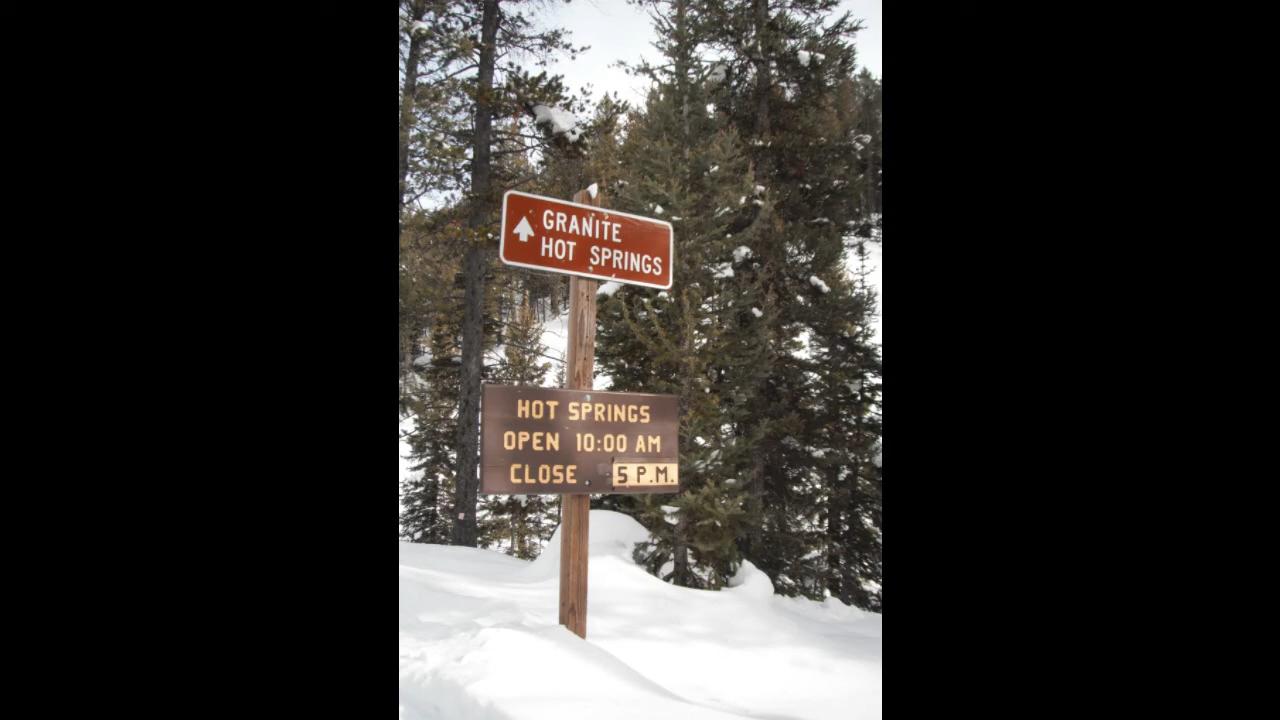 GRANITE
HOT SPRINGS
HOT SPRINGS
OPEN 10:00 AM
CLOSE 5 P.M.